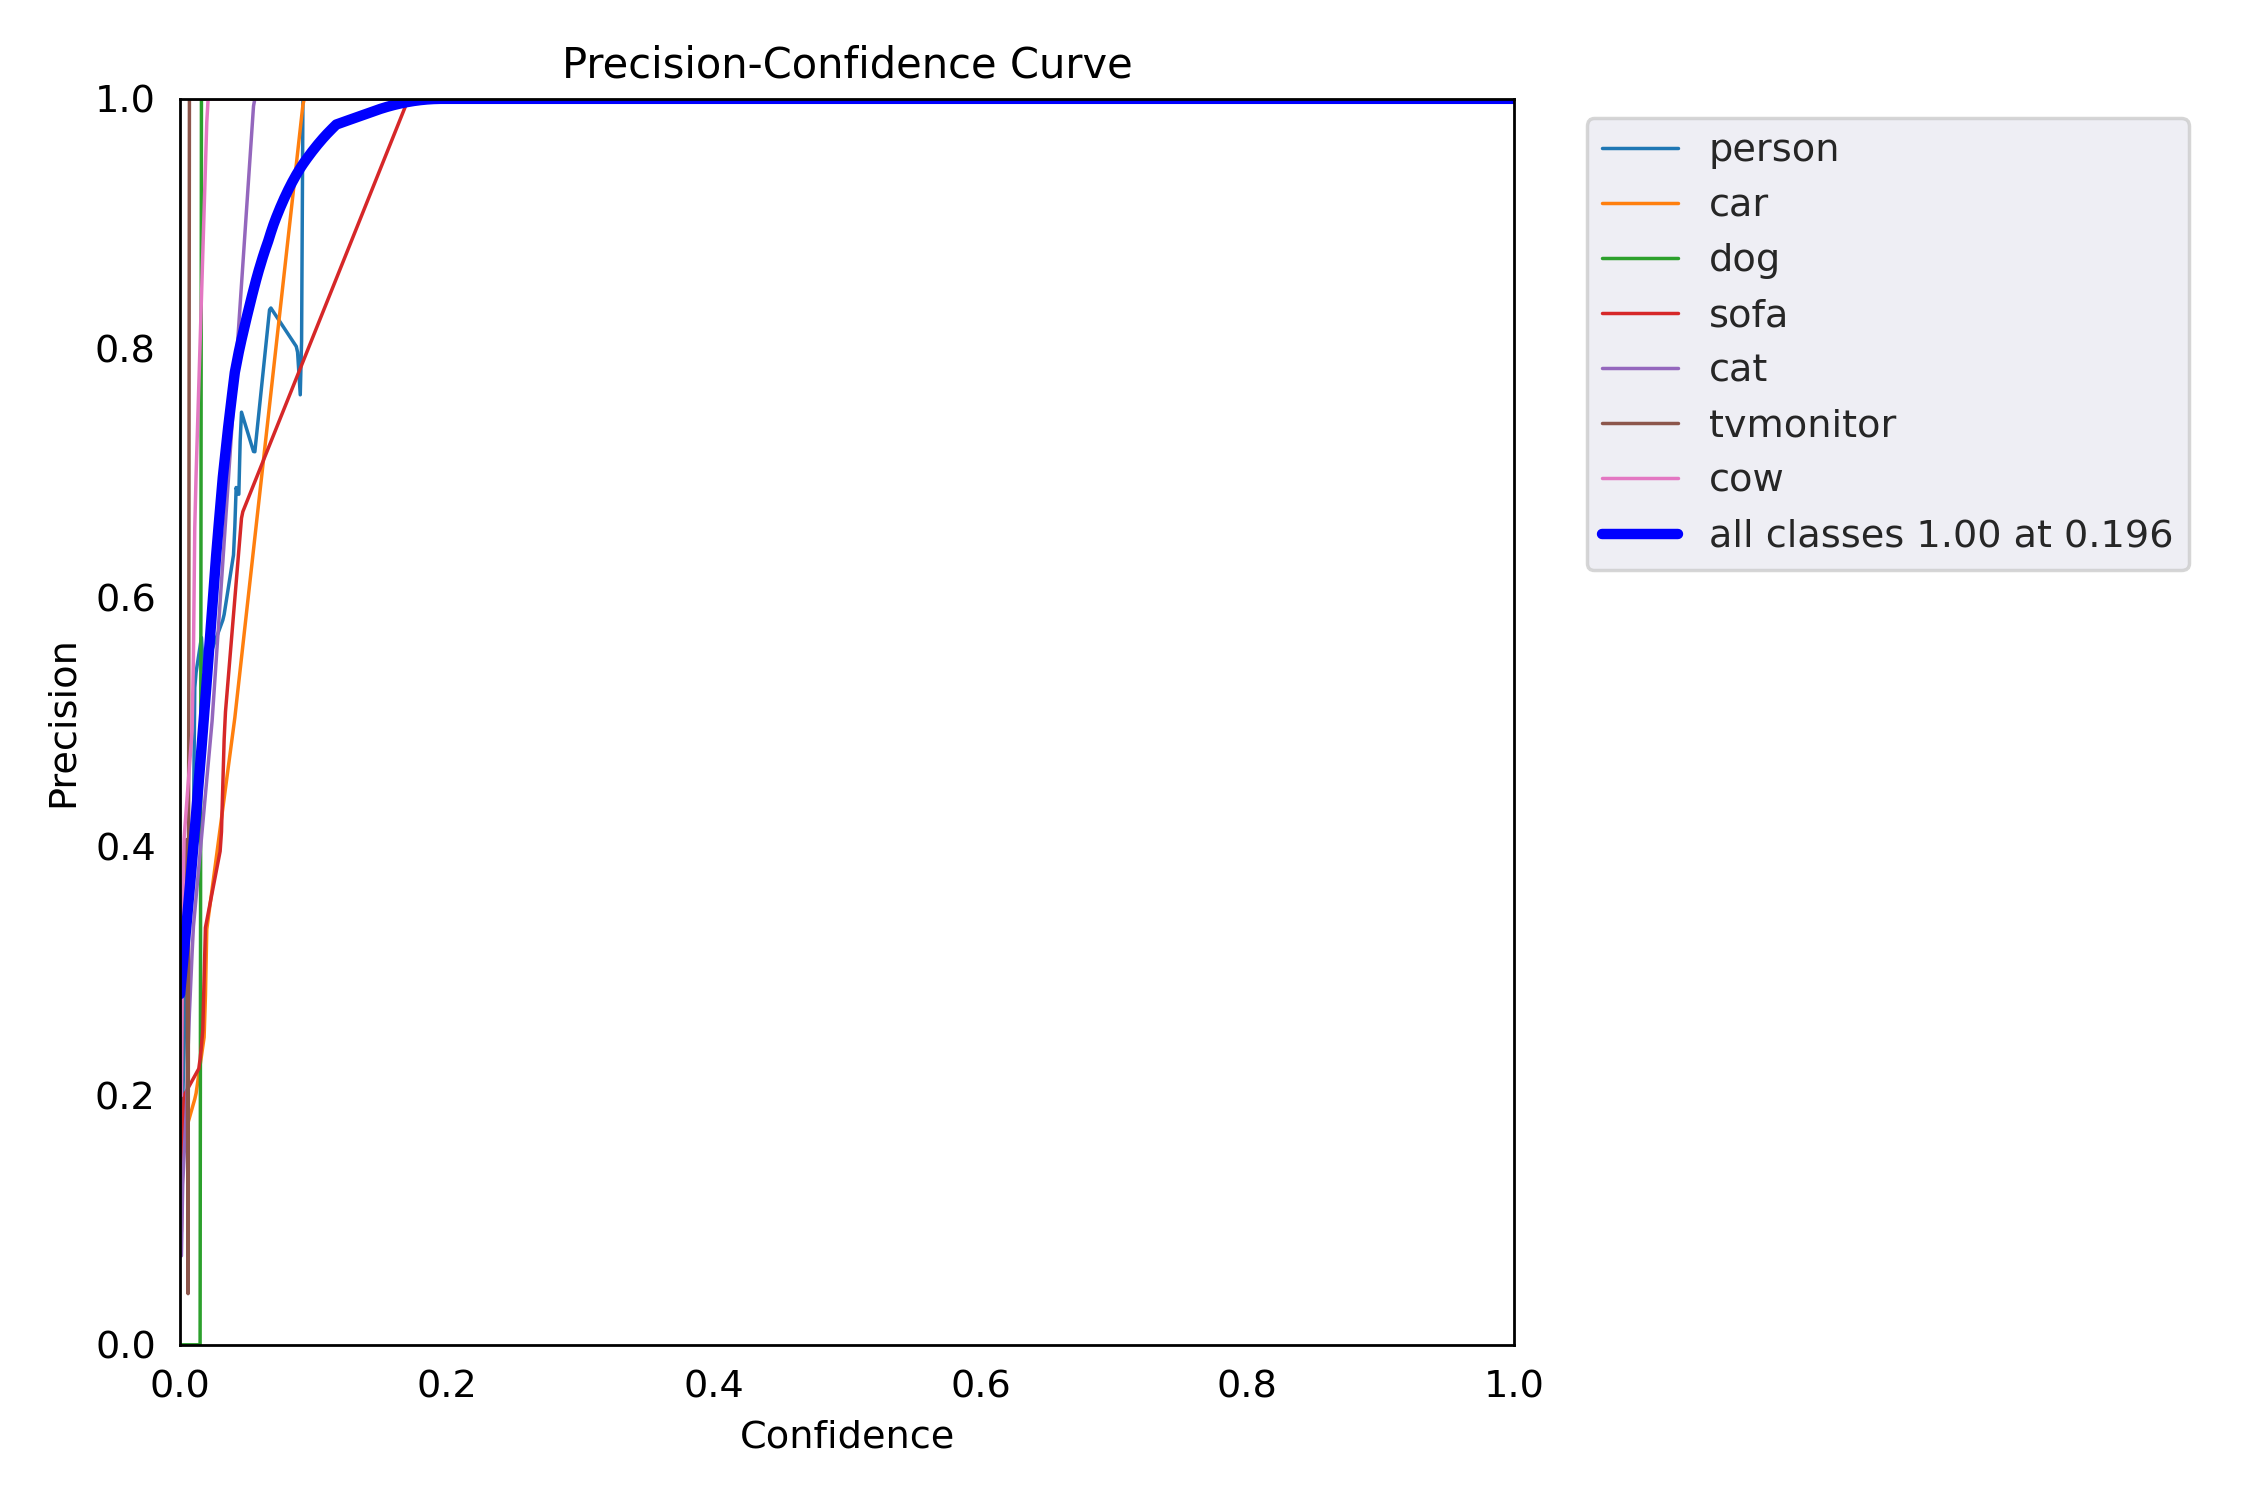 Precision-Confidence Curve
1.0
0.8
0.6
0.4
0.2
0.0
Precision
0.0 0.2 0.4 0.6 0.8 1.0
Confidence
person
car
dog
sofa
cat
tvmonitor
cow
all classes 1.00 at 0.196